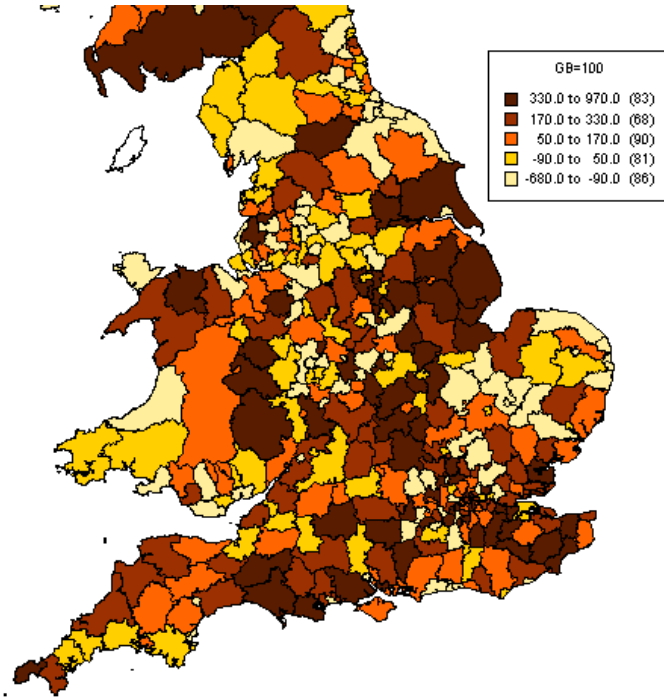 GB=100
330.0 to 970.0 (83)
170.0 to 330.0 (68)
50.0 to 170.0 (90)
-90.0 to 50.0 (81)
-680.0 to -90.0 (86)